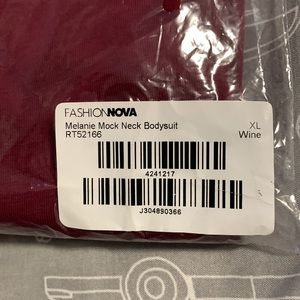 FASHIONNOVA
Melanie Mock Neck Bodysuit XL
RT52166 Wine
4241217
J304890366